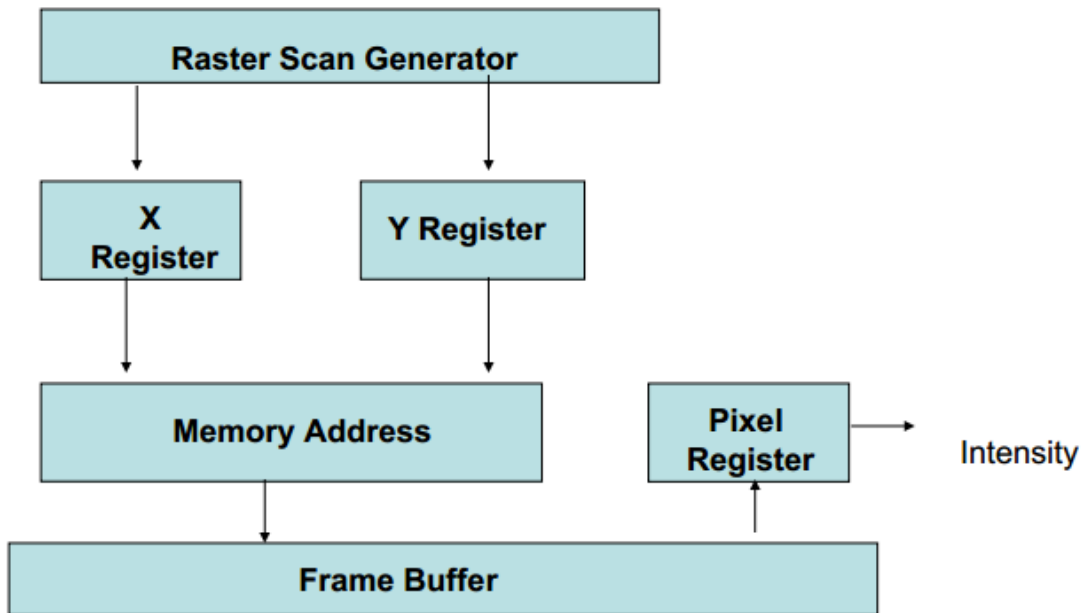 Raster Scan Generator
X
Register
Y Register
Memory Address
Pixel
Register
Intensity
Frame Buffer